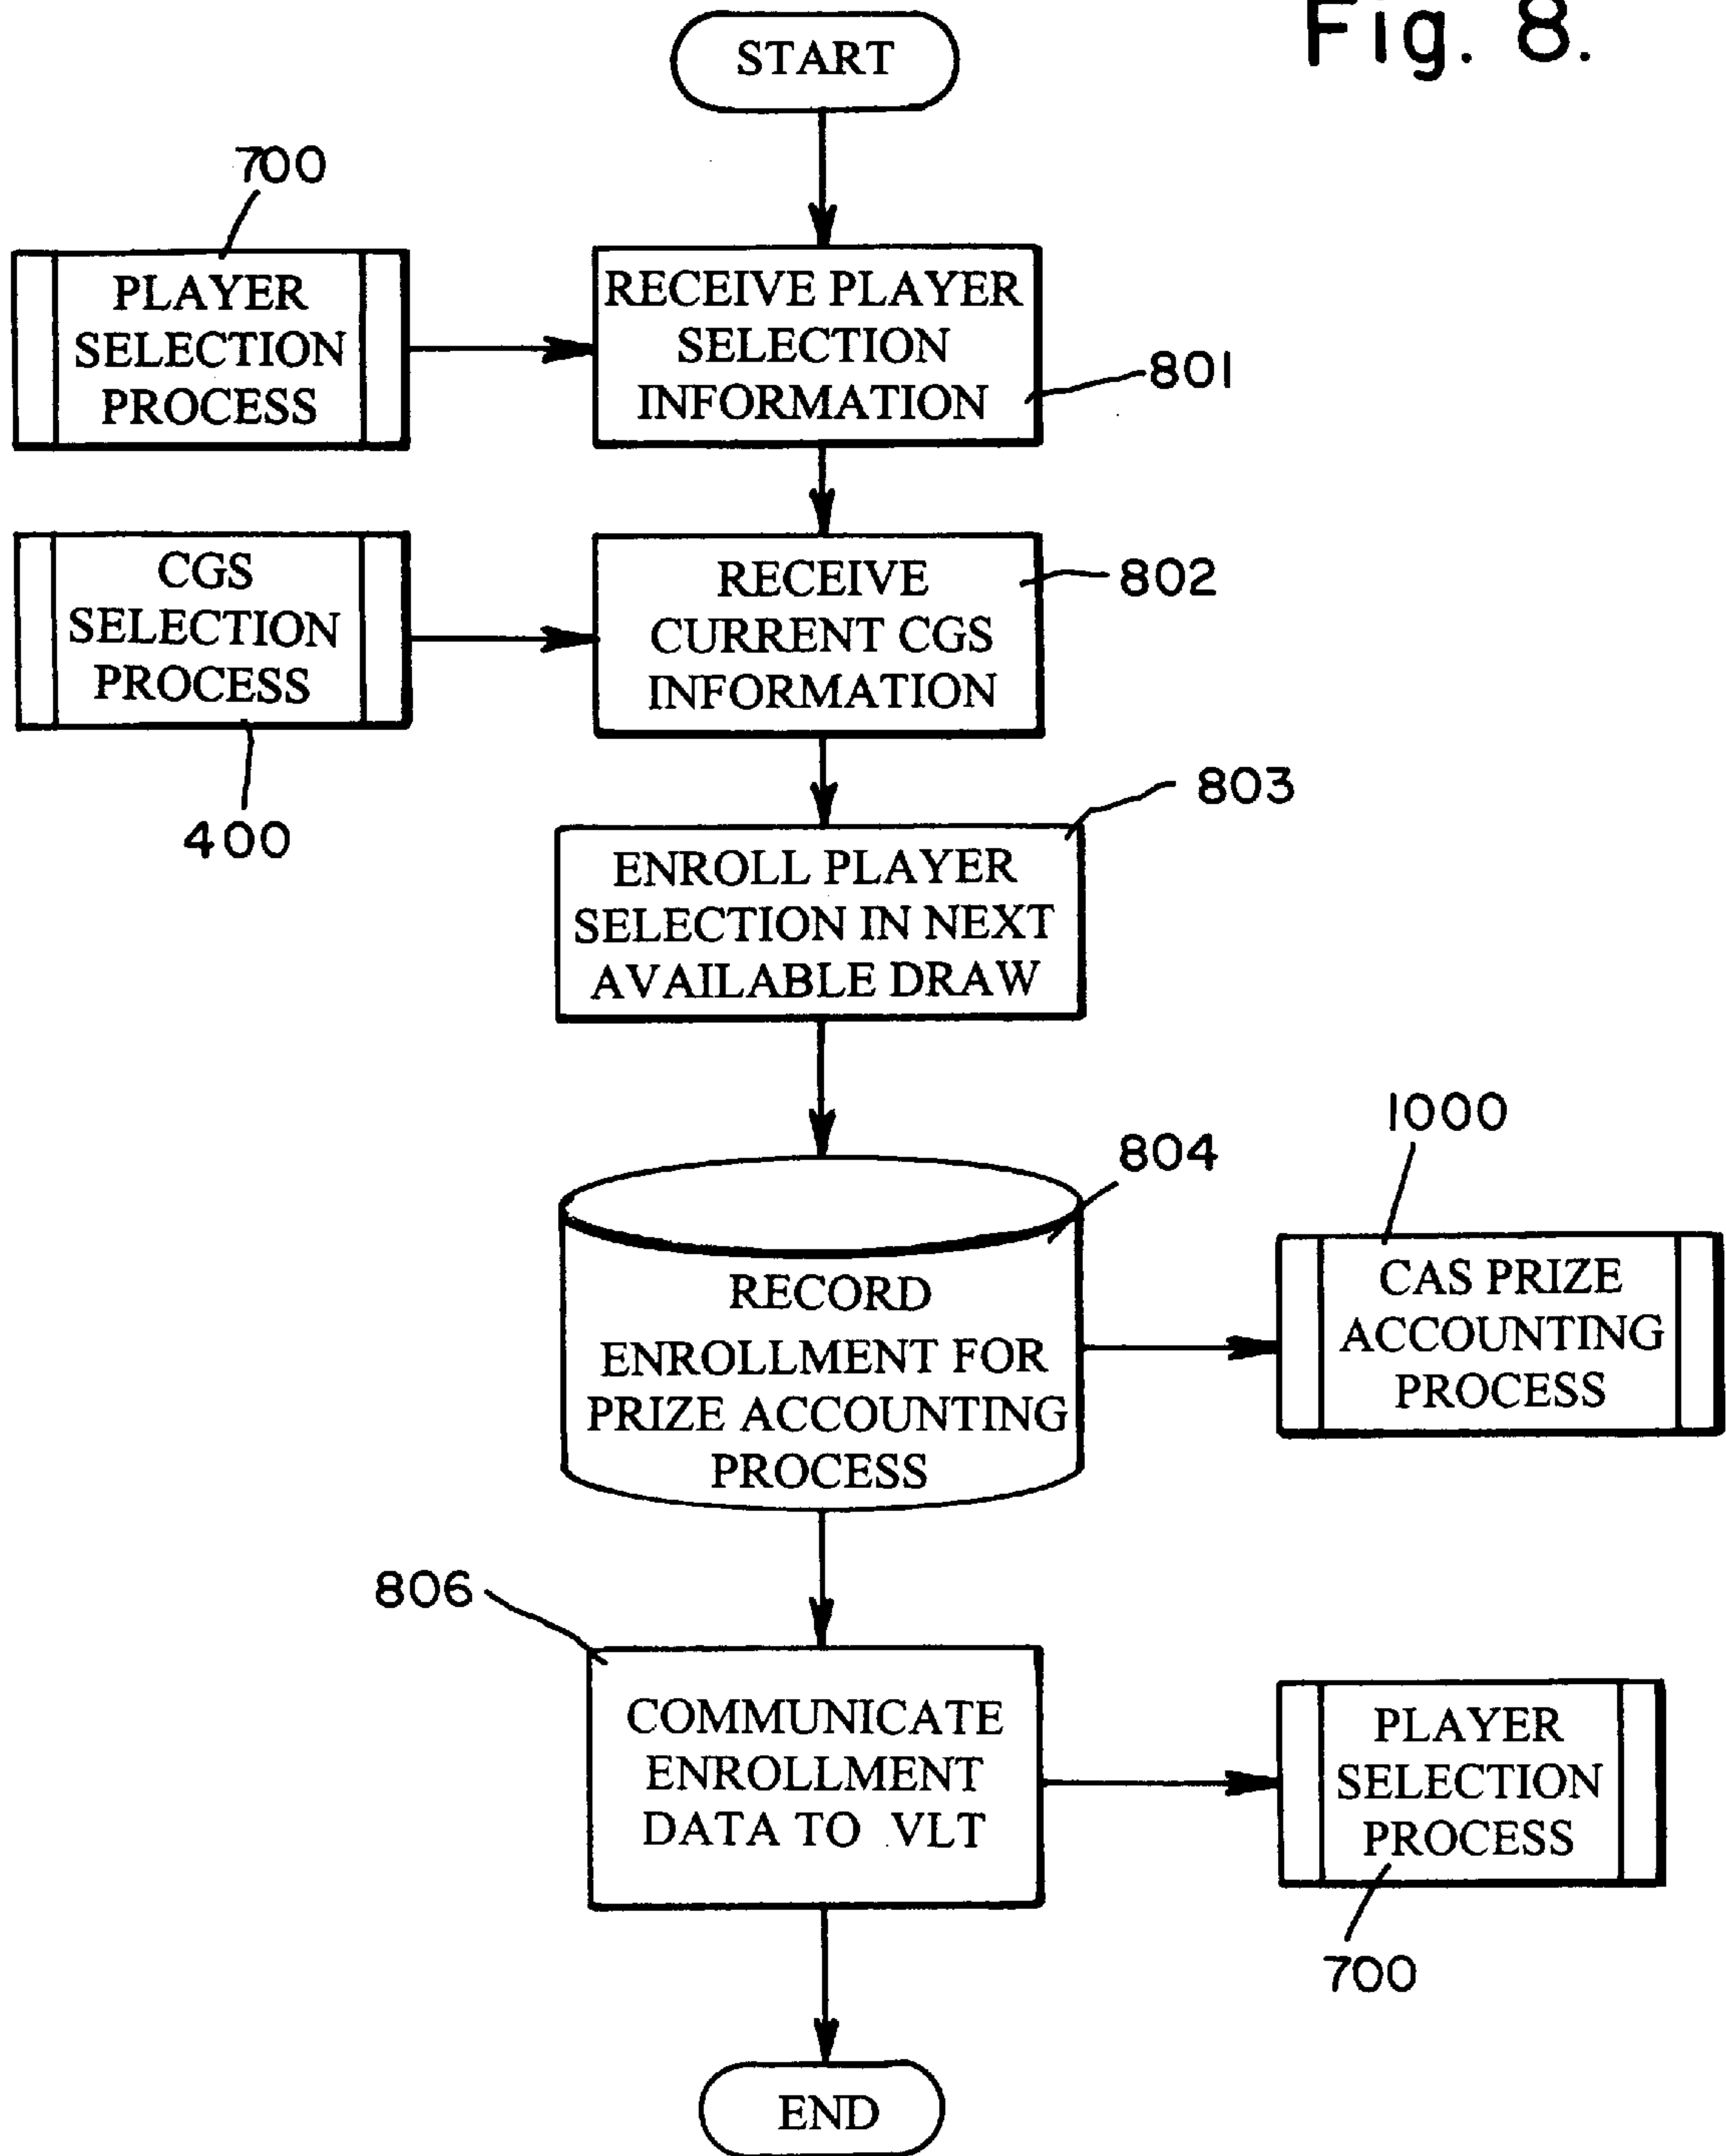 Fig. 8.
START
700
PLAYER
SELECTION
PROCESS
RECEIVE PLAYER
SELECTION
INFORMATION
801
CGS
SELECTION
PROCESS
400
RECEIVE
CURRENT CGS
INFORMATION
802
803
ENROLL PLAYER
SELECTION IN NEXT
AVAILABLE DRAW
804
RECORD
ENROLLMENT FOR
PRIZE ACCOUNTING
PROCESS
1000
CAS PRIZE
ACCOUNTING
PROCESS
806
COMMUNICATE
ENROLLMENT
DATA TO VLT
PLAYER
SELECTION
PROCESS
700
END